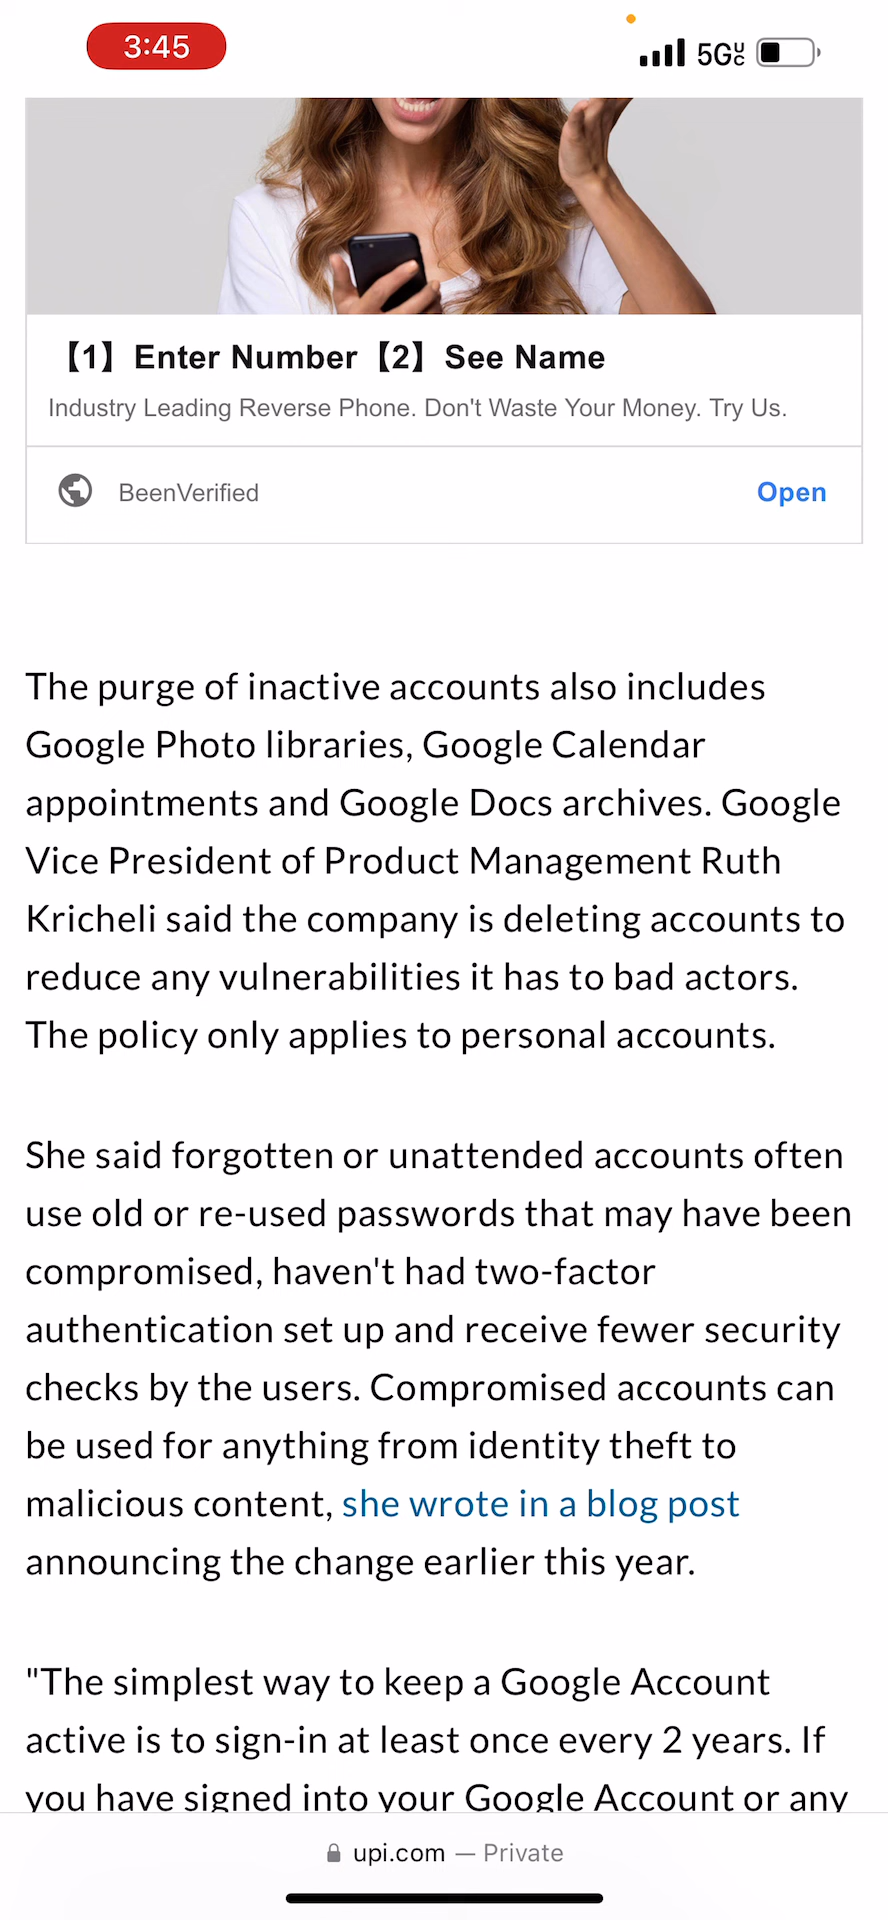 3:45
5GUC
【1】Enter Number【2】See Name
Industry Leading Reverse Phone. Don't Waste Your Money. Try Us.
BeenVerified
Open
The purge of inactive accounts also includes
Google Photo libraries, Google Calendar
appointments and Google Docs archives. Google
Vice President of Product Management Ruth
Kricheli said the company is deleting accounts to
reduce any vulnerabilities it has to bad actors.
The policy only applies to personal accounts.
She said forgotten or unattended accounts often
use old or re-used passwords that may have been
compromised, haven't had two-factor
authentication set up and receive fewer security
checks by the users. Compromised accounts can
be used for anything from identity theft to
malicious content, she wrote in a blog post
announcing the change earlier this year.
"The simplest way to keep a Google Account
active is to sign-in at least once every 2 years. If
you have signed into your Google Account or any
upi.com — Private